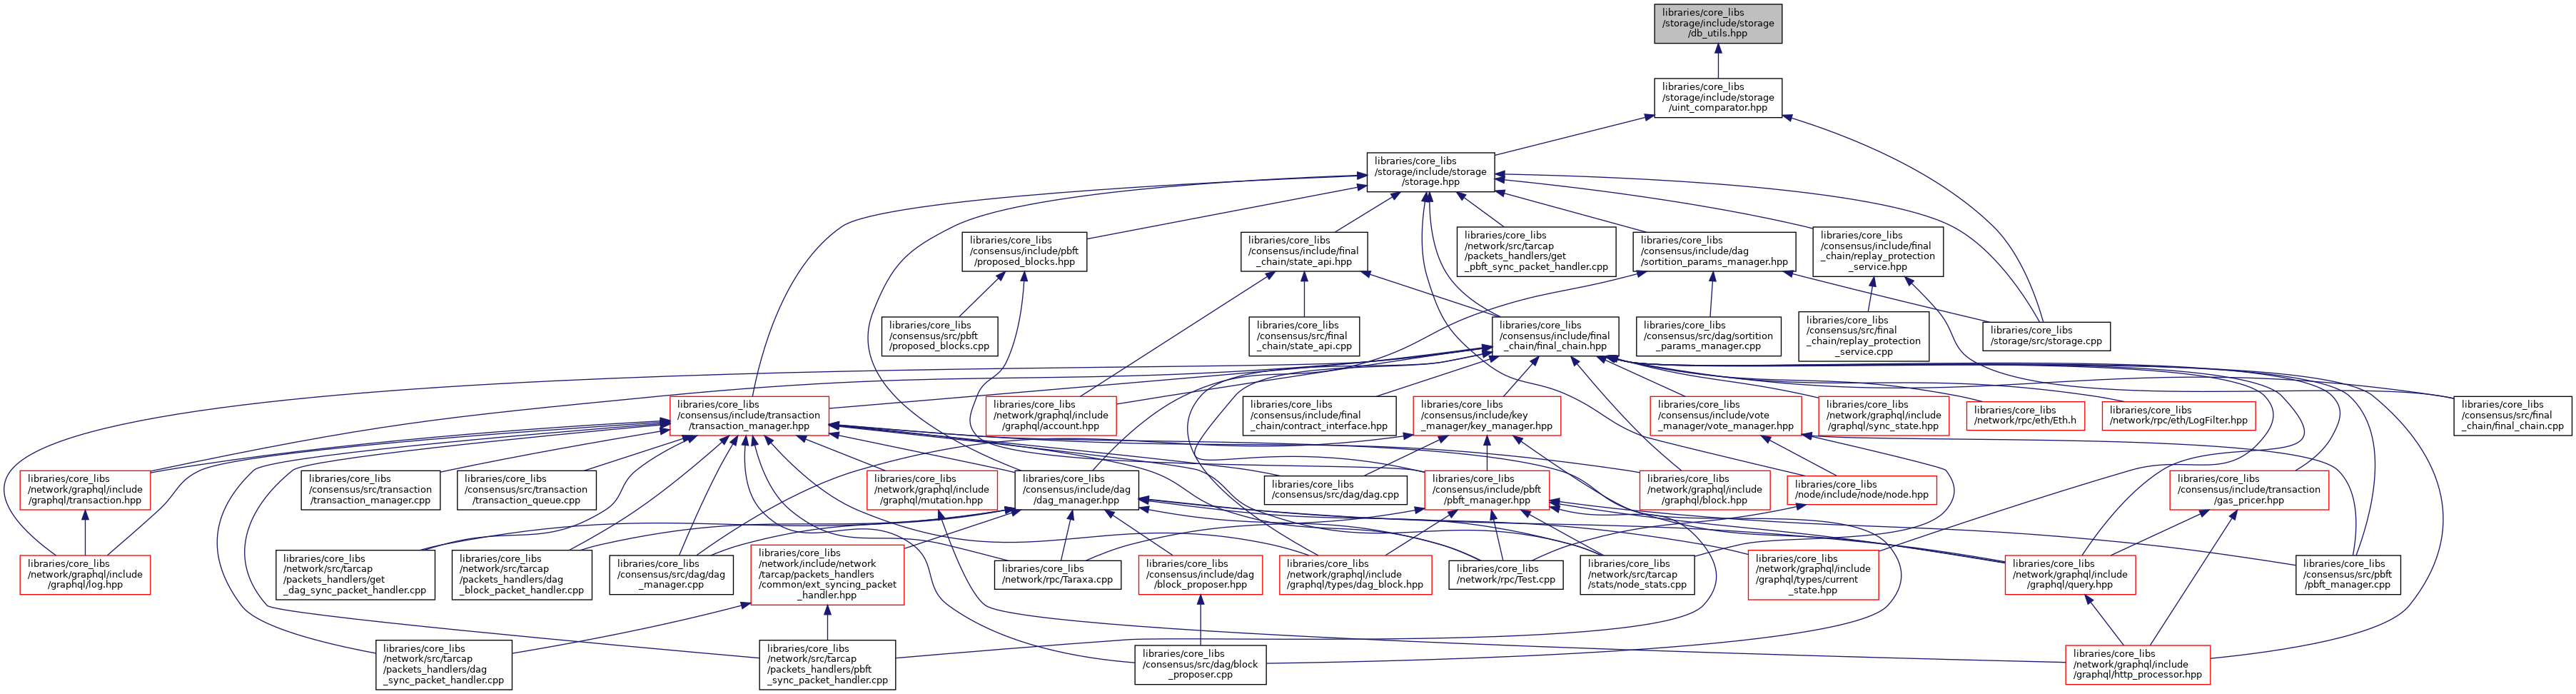 libraries/core_libs
/storage/include/storage
/db_utils.hpp
libraries/core_libs
/storage/include/storage
/uint_comparator.hpp
libraries/core_libs
/storage/include/storage
/storage.hpp
libraries/core_libs
/consensus/include/pbft
/proposed_blocks.hpp
libraries/core_libs
/consensus/include/final
_chain/state_api.hpp
libraries/core_libs
/network/src/tarcap
/packets_handlers/get
_pbft_sync_packet_handler.cpp
libraries/core_libs
/consensus/include/dag
/sortition_params_manager.hpp
libraries/core_libs
/consensus/include/final
_chain/replay_protection
_service.hpp
libraries/core_libs
/consensus/src/pbft
/proposed_blocks.cpp
libraries/core_libs
/consensus/src/final
_chain/state_api.cpp
libraries/core_libs
/consensus/include/final
_chain/final_chain.hpp
libraries/core_libs
/consensus/src/dag/sortition
_params_manager.cpp
libraries/core_libs
/consensus/src/final
_chain/replay_protection
_service.cpp
libraries/core_libs
/storage/src/storage.cpp
libraries/core_libs
/consensus/include/transaction
/transaction_manager.hpp
libraries/core_libs
/network/graphql/include
/graphql/account.hpp
libraries/core_libs
/consensus/include/final
_chain/contract_interface.hpp
libraries/core_libs
/consensus/include/key
_manager/key_manager.hpp
libraries/core_libs
/consensus/include/vote
_manager/vote_manager.hpp
libraries/core_libs
/network/graphql/include
/graphql/sync_state.hpp
libraries/core_libs
/network/rpc/eth/Eth.h
libraries/core_libs
/network/rpc/eth/LogFilter.hpp
libraries/core_libs
/consensus/src/final
_chain/final_chain.cpp
libraries/core_libs
/network/graphql/include
/graphql/transaction.hpp
libraries/core_libs
/consensus/src/transaction
/transaction_manager.cpp
libraries/core_libs
/consensus/src/transaction
/transaction_queue.cpp
libraries/core_libs
/network/graphql/include
/graphql/mutation.hpp
libraries/core_libs
/consensus/include/dag
/dag_manager.hpp
libraries/core_libs
/consensus/src/dag/dag.cpp
libraries/core_libs
/consensus/include/pbft
/pbft_manager.hpp
libraries/core_libs
/network/graphql/include
/graphql/block.hpp
libraries/core_libs
/node/include/node/node.hpp
libraries/core_libs
/consensus/include/transaction
/gas_pricer.hpp
libraries/core_libs
/network/graphql/include
/graphql/log.hpp
libraries/core_libs
/network/src/tarcap
/packets_handlers/get
_dag_sync_packet_handler.cpp
libraries/core_libs
/network/src/tarcap
/packets_handlers/dag
_block_packet_handler.cpp
libraries/core_libs
/consensus/src/dag/dag
_manager.cpp
libraries/core_libs
/network/include/network
/tarcap/packets_handlers
/common/ext_syncing_packet
_handler.hpp
libraries/core_libs
/network/rpc/Taraxa.cpp
libraries/core_libs
/consensus/include/dag
/block_proposer.hpp
libraries/core_libs
/network/graphql/include
/graphql/types/dag_block.hpp
libraries/core_libs
/network/rpc/Test.cpp
libraries/core_libs
/network/src/tarcap
/stats/node_stats.cpp
libraries/core_libs
/network/graphql/include
/graphql/types/current
_state.hpp
libraries/core_libs
/network/graphql/include
/graphql/query.hpp
libraries/core_libs
/consensus/src/pbft
/pbft_manager.cpp
libraries/core_libs
/network/src/tarcap
/packets_handlers/dag
_sync_packet_handler.cpp
libraries/core_libs
/network/src/tarcap
/packets_handlers/pbft
_sync_packet_handler.cpp
libraries/core_libs
/consensus/src/dag/block
_proposer.cpp
libraries/core_libs
/network/graphql/include
/graphql/http_processor.hpp